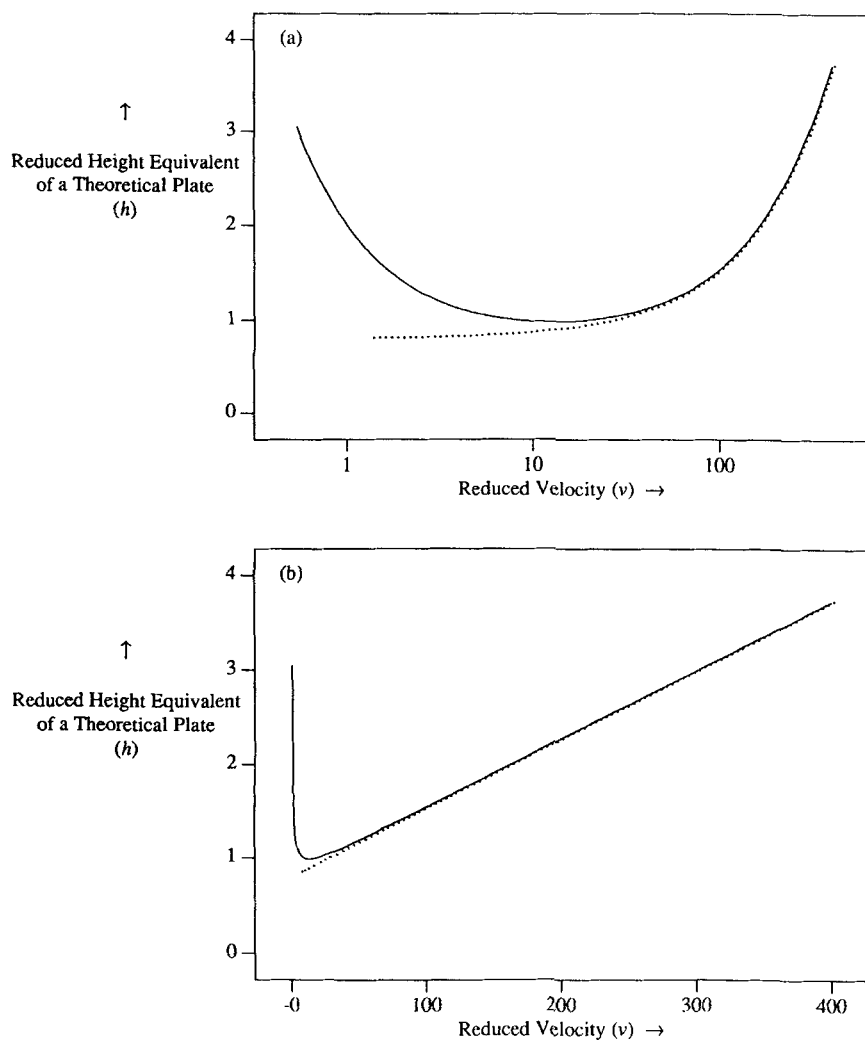 (a)
4
3
2
1
0
↑
Reduced Height Equivalent
of a Theoretical Plate
(h)
1 10 100
Reduced Velocity (v) →
(b)
4
3
2
1
0
↑
Reduced Height Equivalent
of a Theoretical Plate
(h)
-0 100 200 300 400
Reduced Velocity (v) →